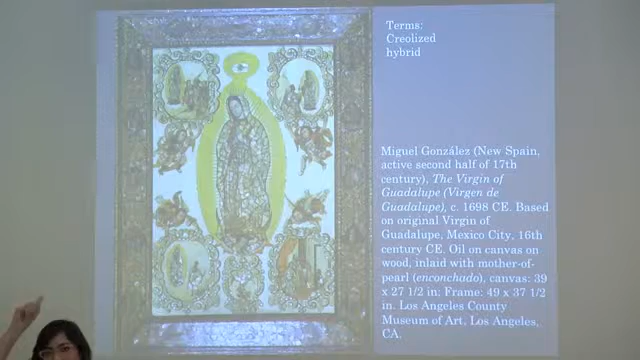 Terms:
Creolized
hybrid
Miguel González (New Spain,
active second half of 17th
century), The Virgin of
Guadalupe (Virgen de
Guadalupe), c. 1698 CE. Based
on original Virgin of
Guadalupe, Mexico City, 16th
century CE. Oil on canvas on
wood, inlaid with mother-of-
pearl (enconchado), canvas: 39
x 27 1/2 in; Frame: 49 x 37 1/2
in. Los Angeles County
Museum of Art, Los Angeles,
CA.